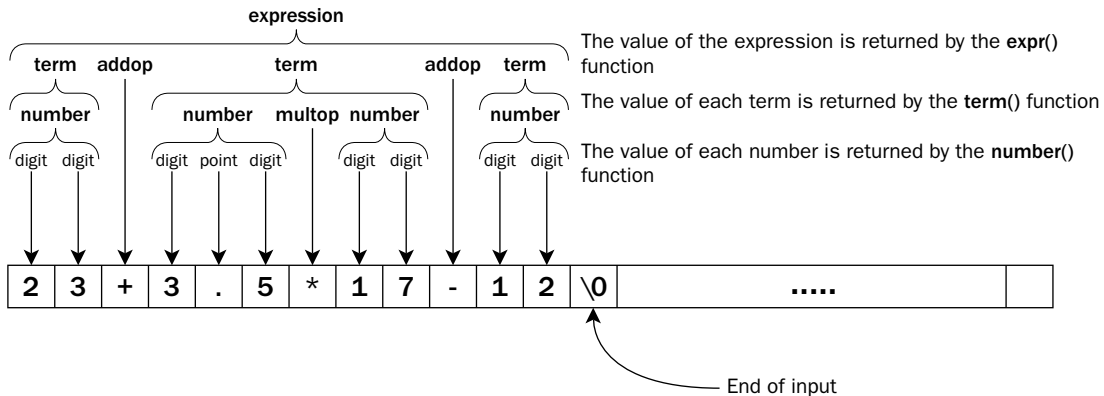 expression
The value of the expression is returned by the expr()
function
term addop term addop term
The value of each term is returned by the term() function
number number multop number number
The value of each number is returned by the number()
function
digit digit digit point digit digit digit digit digit
2 3 + 3 . 5 * 1 7 - 1 2 \0 .....
End of input